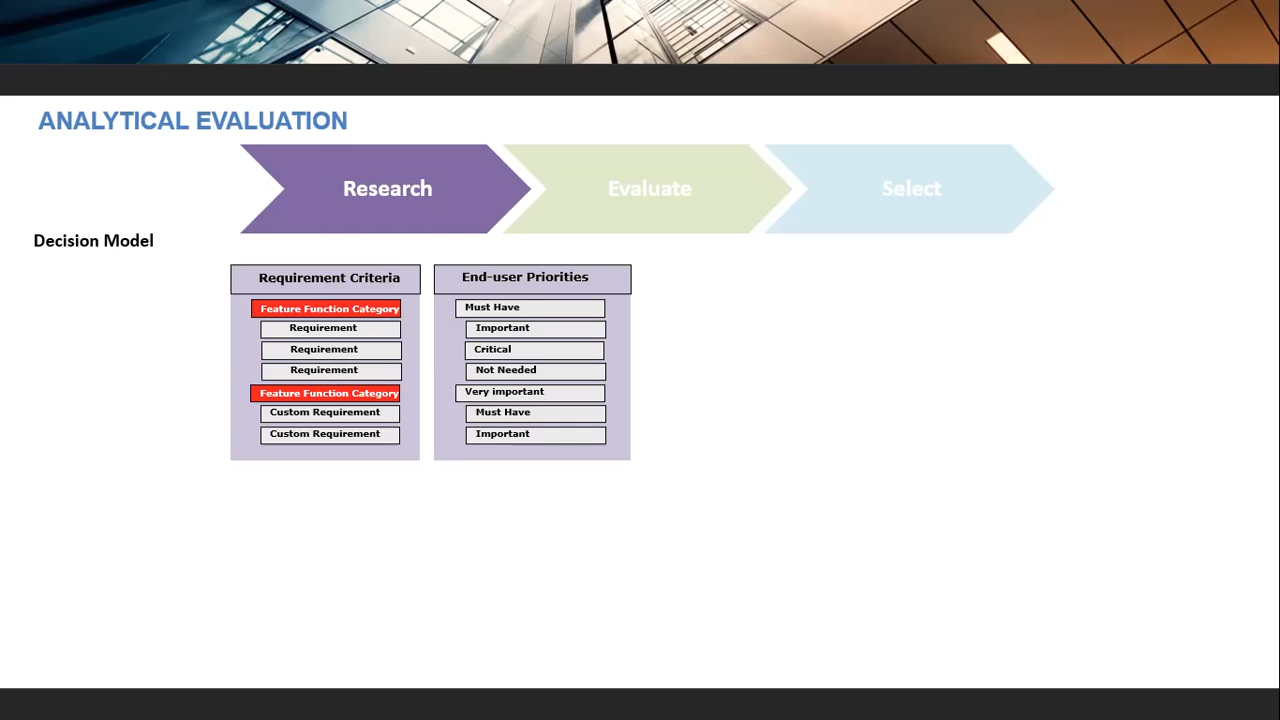 ANALYTICAL EVALUATION
Research
Evaluate
Select
Decision Model
Requirement Criteria
Feature Function Category
Requirement
Requirement
Requirement
Feature Function Category
Custom Requirement
Custom Requirement
End-user Priorities
Must Have
Important
Critical
Not Needed
Very important
Must Have
Important